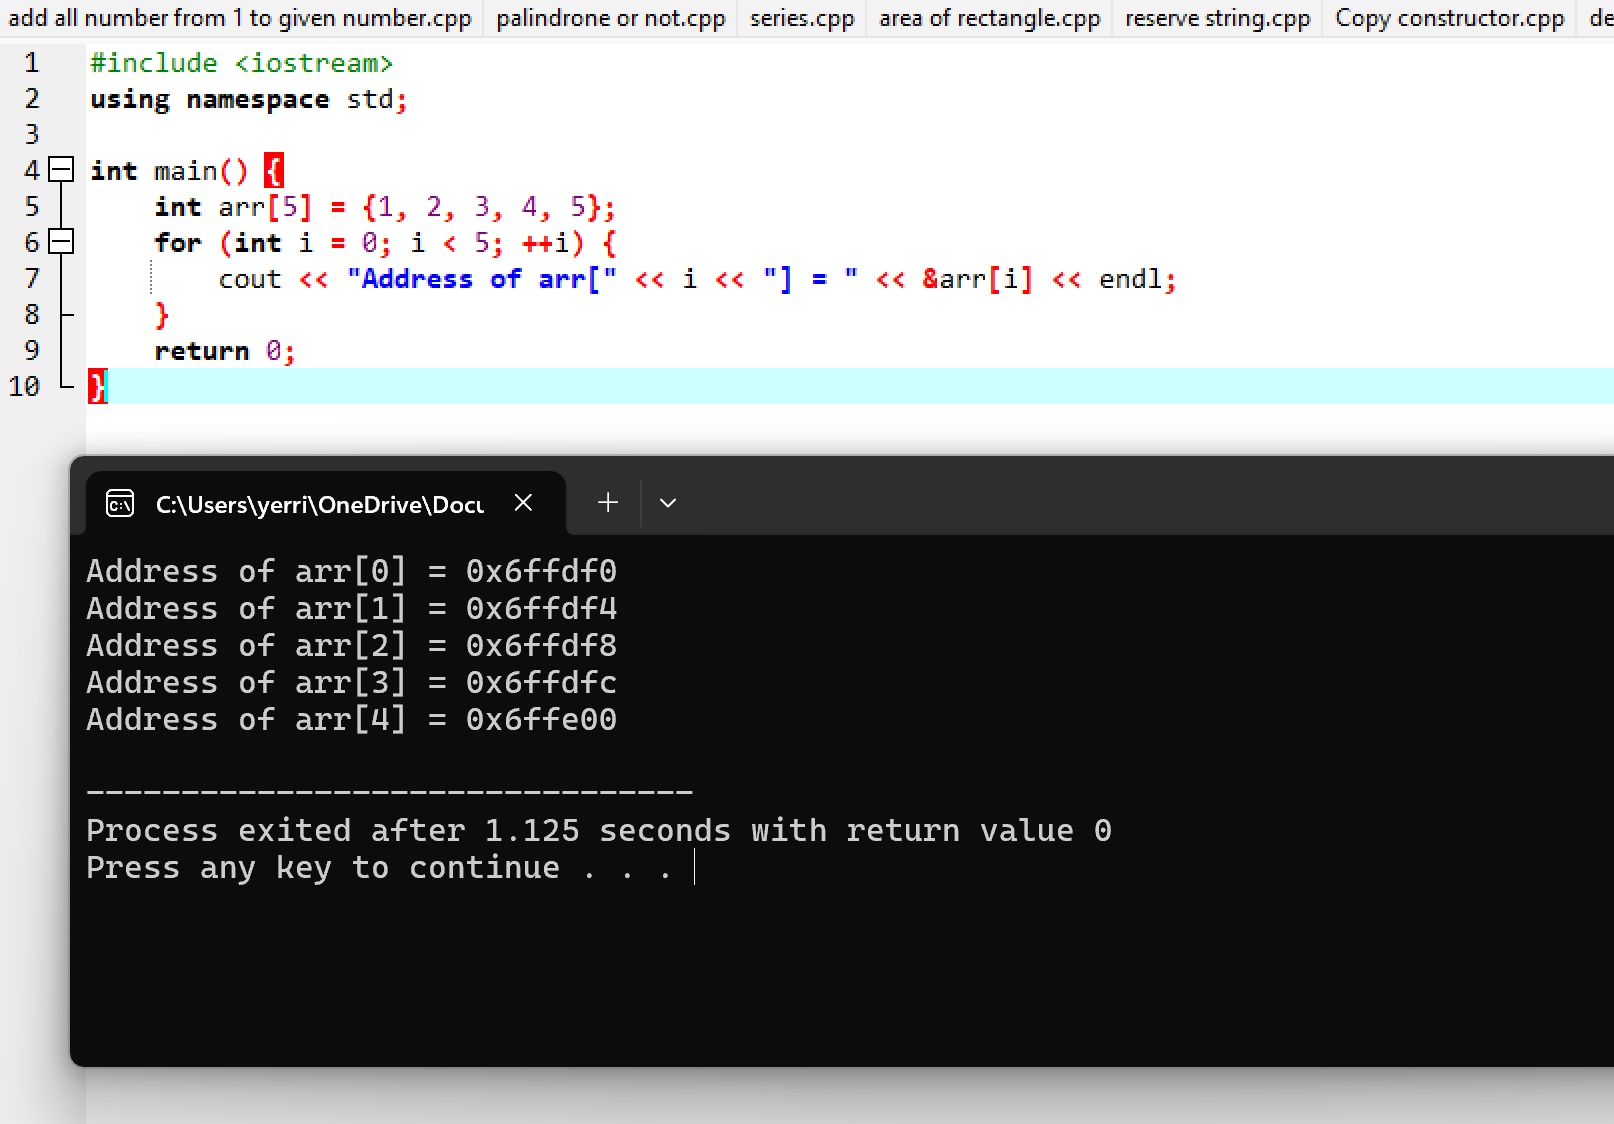 add all number from 1 to given number.cpp palindrone or not.cpp series.cpp area of rectangle.cpp reserve string.cpp Copy constructor.cpp de
1 #include <iostream>
2 using namespace std;
3
4 int main() {
5 int arr[5] = {1, 2, 3, 4, 5};
6 for (int i = 0; i < 5; ++i) {
7 cout << "Address of arr[" << i << "] = " << &arr[i] << endl;
8 }
9 return 0;
10 }
C:\ C:\Users\yerri\OneDrive\Docu
Address of arr[0] = 0x6ffdf0
Address of arr[1] = 0x6ffdf4
Address of arr[2] = 0x6ffdf8
Address of arr[3] = 0x6ffdfc
Address of arr[4] = 0x6ffe00
--------------------------------
Process exited after 1.125 seconds with return value 0
Press any key to continue . . .